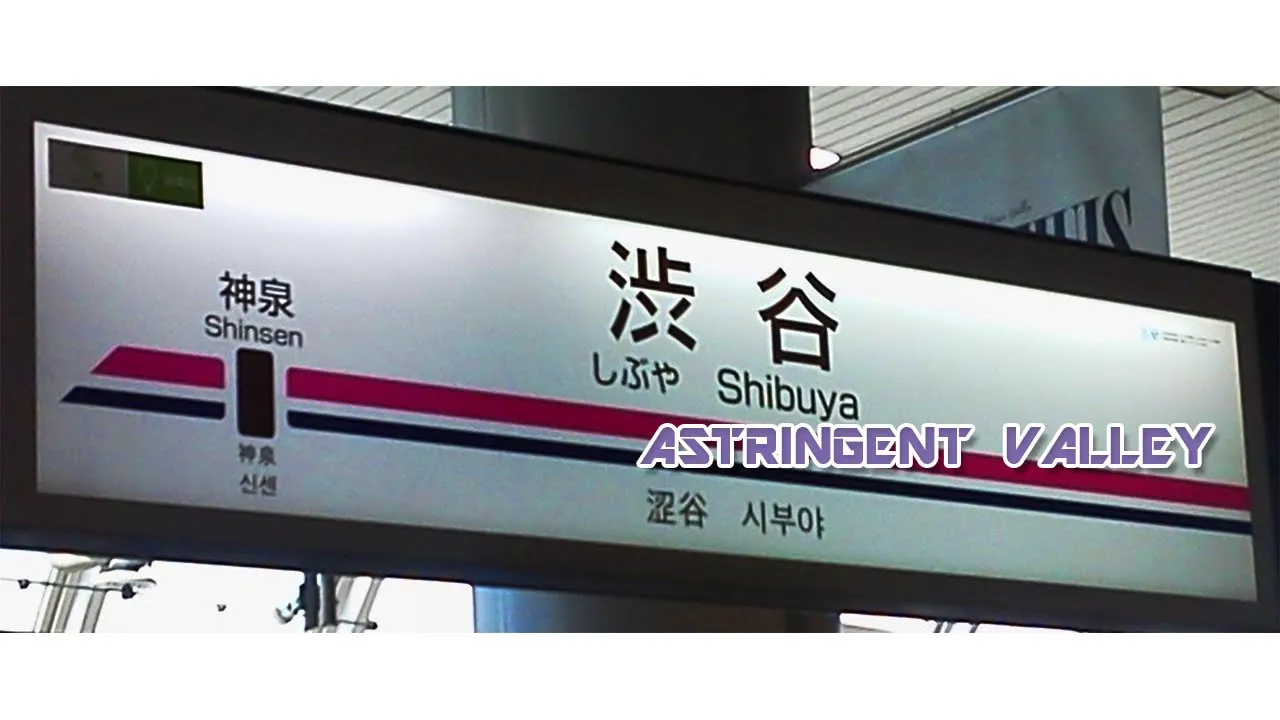 渋谷
しぶや Shibuya
神泉
Shinsen
ASTRINGENT VALLEY
神泉
신센
澀谷 시부야